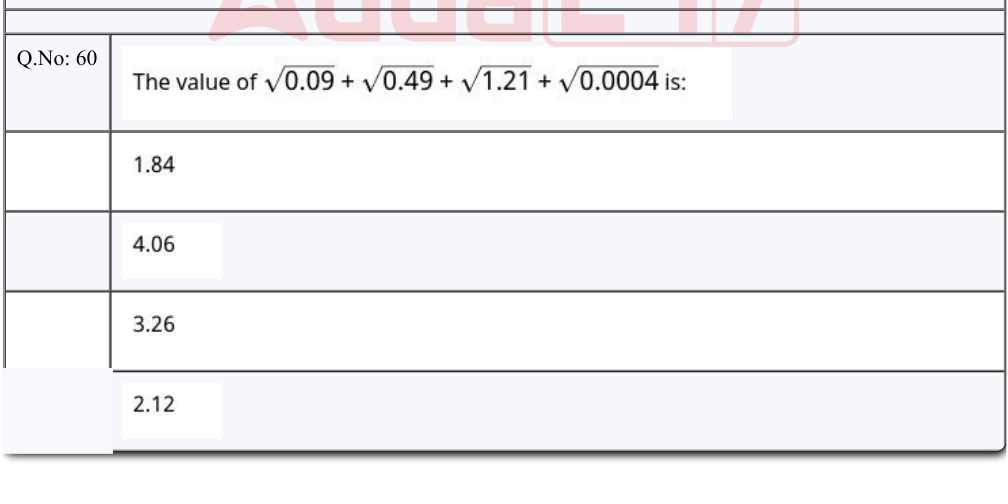 Adda247
Q.No: 60
The value of √0.09 + √0.49 + √1.21 + √0.0004 is:
1.84
4.06
3.26
2.12